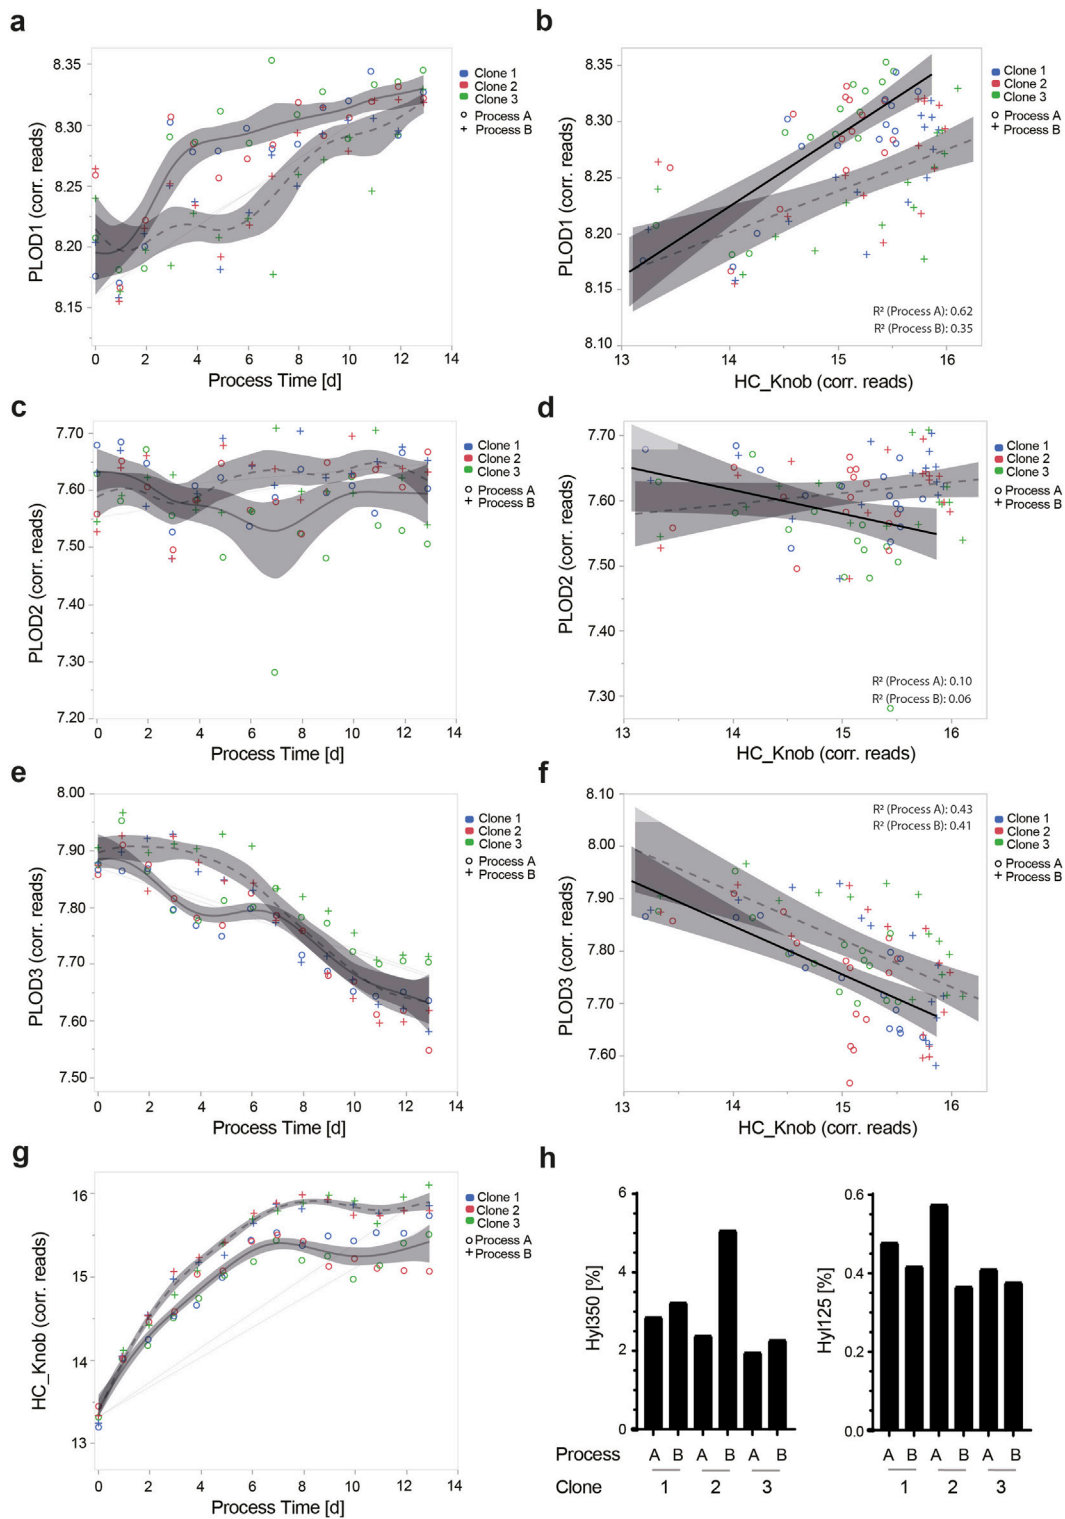 a
8.35
8.30
8.25
8.20
8.15
PLOD1 (corr. reads)
0 2 4 6 8 10 12 14
Process Time [d]
Clone 1
Clone 2
Clone 3
Process A
Process B
b
8.35
8.30
8.25
8.20
8.15
8.10
PLOD1 (corr. reads)
R² (Process A): 0.62
R² (Process B): 0.35
13 14 15 16
HC_Knob (corr. reads)
Clone 1
Clone 2
Clone 3
Process A
Process B
c
7.70
7.60
7.50
7.40
7.30
7.20
PLOD2 (corr. reads)
0 2 4 6 8 10 12 14
Process Time [d]
Clone 1
Clone 2
Clone 3
Process A
Process B
d
7.70
7.60
7.50
7.40
7.30
PLOD2 (corr. reads)
R² (Process A): 0.10
R² (Process B): 0.06
13 14 15 16
HC_Knob (corr. reads)
Clone 1
Clone 2
Clone 3
Process A
Process B
e
8.00
7.90
7.80
7.70
7.60
7.50
PLOD3 (corr. reads)
0 2 4 6 8 10 12 14
Process Time [d]
Clone 1
Clone 2
Clone 3
Process A
Process B
f
8.10
8.00
7.90
7.80
7.70
7.60
PLOD3 (corr. reads)
R² (Process A): 0.43
R² (Process B): 0.41
13 14 15 16
HC_Knob (corr. reads)
Clone 1
Clone 2
Clone 3
Process A
Process B
g
16
15
14
13
HC_Knob (corr. reads)
0 2 4 6 8 10 12 14
Process Time [d]
Clone 1
Clone 2
Clone 3
Process A
Process B
h
6
4
2
0
Hyl350 [%]
0.6
0.4
0.2
0.0
Hyl125 [%]
Process A B A B A B A B A B A B
Clone 1 2 3 1 2 3